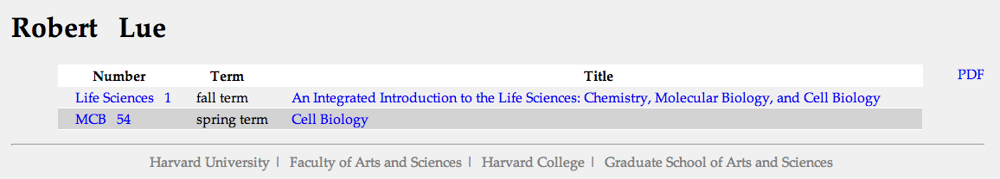 Robert Lue
Number Term Title PDF
Life Sciences 1 fall term An Integrated Introduction to the Life Sciences: Chemistry, Molecular Biology, and Cell Biology
MCB 54 spring term Cell Biology
Harvard University | Faculty of Arts and Sciences | Harvard College | Graduate School of Arts and Sciences